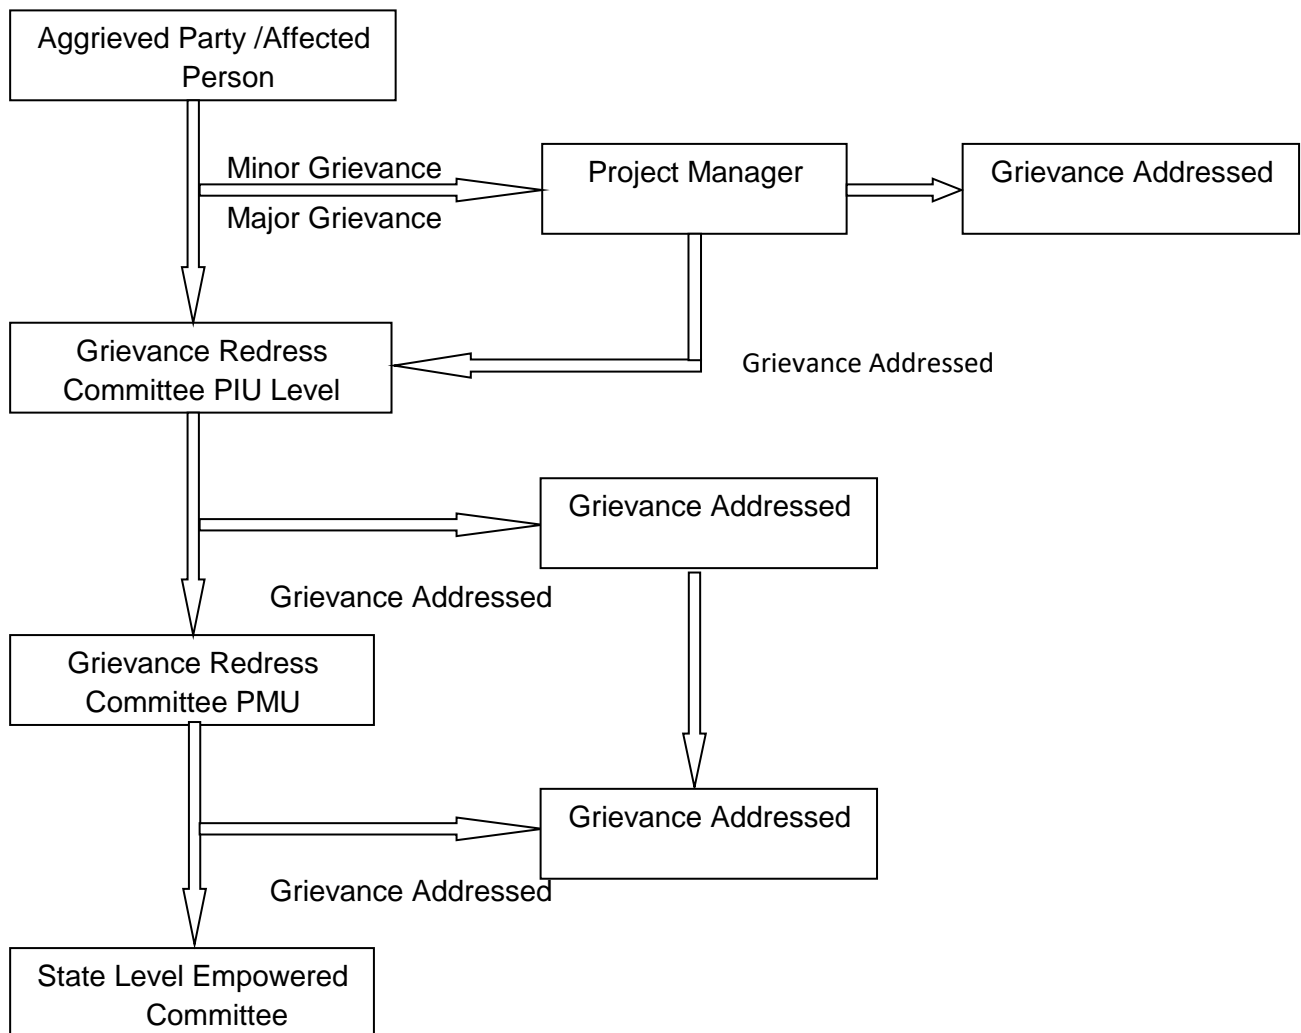 Aggrieved Party /Affected
Person
Minor Grievance
Project Manager
Grievance Addressed
Major Grievance
Grievance Redress
Committee PIU Level
Grievance Addressed
Grievance Addressed
Grievance Addressed
Grievance Redress
Committee PMU
Grievance Addressed
Grievance Addressed
State Level Empowered
Committee